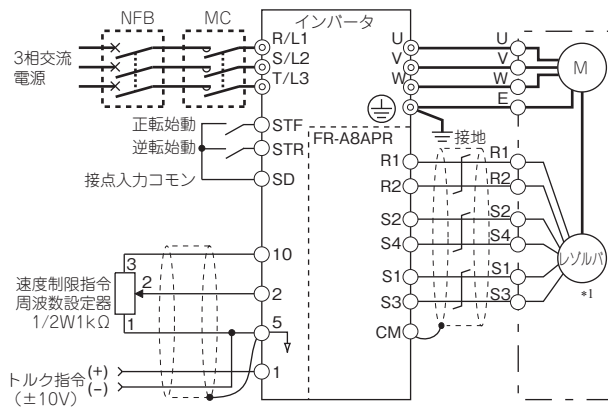 NFB
MC
インバータ
3相交流
電源
R/L1
S/L2
T/L3
U
V
W
U
V
W
E
M
正転始動
逆転始動
接点入力コモン
STF
STR
SD
FR-A8APR
接地
R1
R2
S2
S4
S1
S3
CM
R1
R2
S2
S4
S1
S3
レゾルバ
*1
速度制限指令
周波数設定器
1/2W1kΩ
3
2
1
10
2
5
1
トルク指令
(±10V)
(+)
(−)